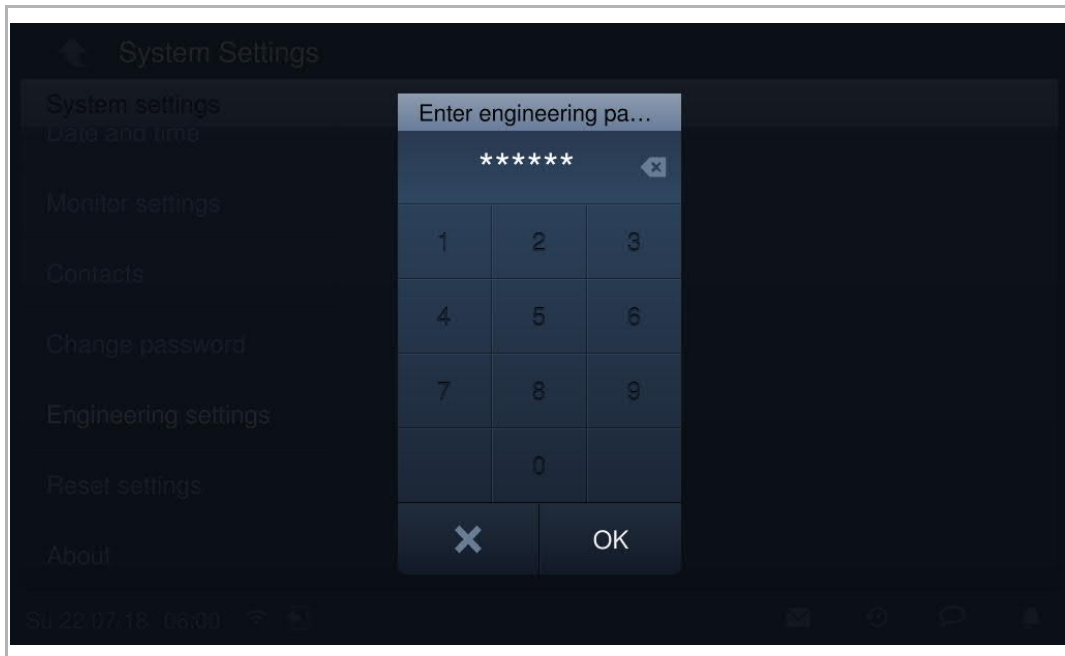 System Settings
System settings
Date and time
Monitor settings
Contacts
Change password
Engineering settings
Reset settings
About
Enter engineering pa...
******
1 2 3
4 5 6
7 8 9
0
OK
Su 22/07/18 06:00